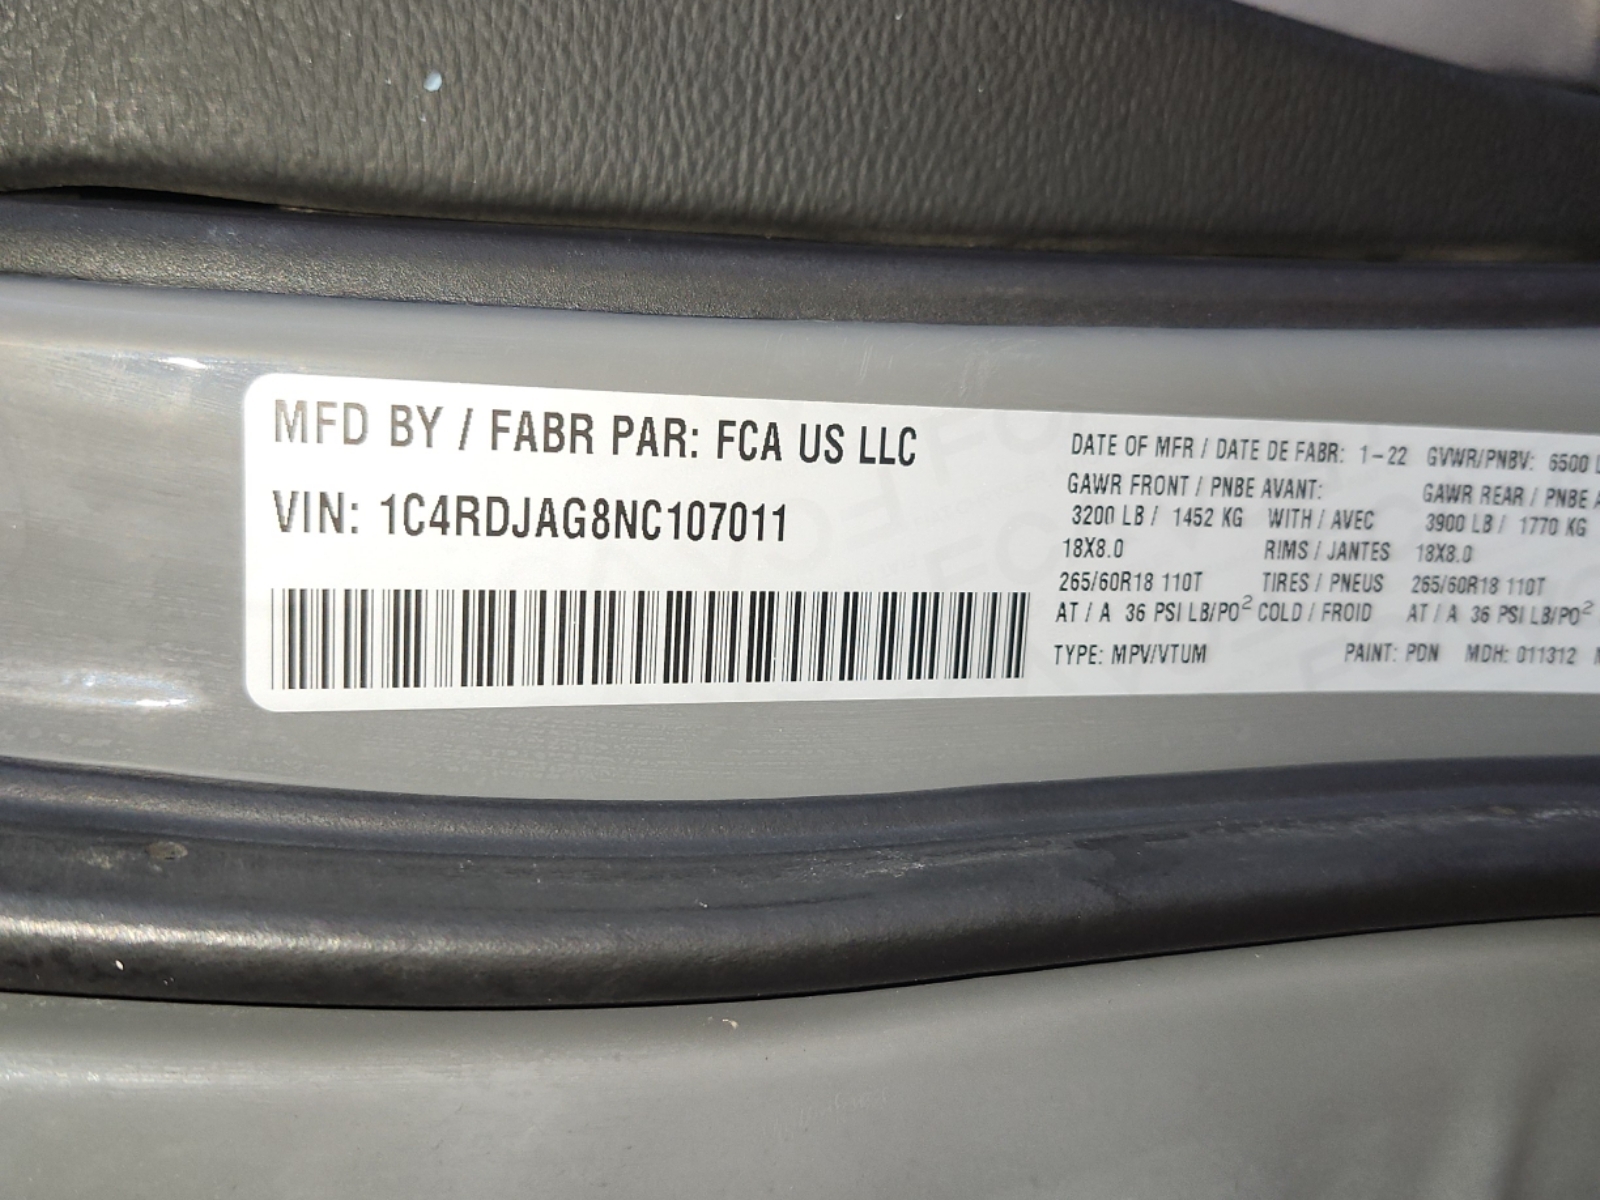 MFD BY / FABR PAR: FCA US LLC
VIN: 1C4RDJAG8NC107011
DATE OF MFR / DATE DE FABR: 1-22 GVWR/PNBV: 6500
GAWR FRONT / PNBE AVANT: GAWR REAR / PNBE
3200 LB / 1452 KG WITH / AVEC 3900 LB / 1770 KG
18X8.0 RIMS / JANTES 18X8.0
265/60R18 110T TIRES / PNEUS 265/60R18 110T
AT / A 36 PSI LB/PO² COLD / FROID AT / A 36 PSI LB/PO²
TYPE: MPV/VTUM PAINT: PDN MDH: 011312